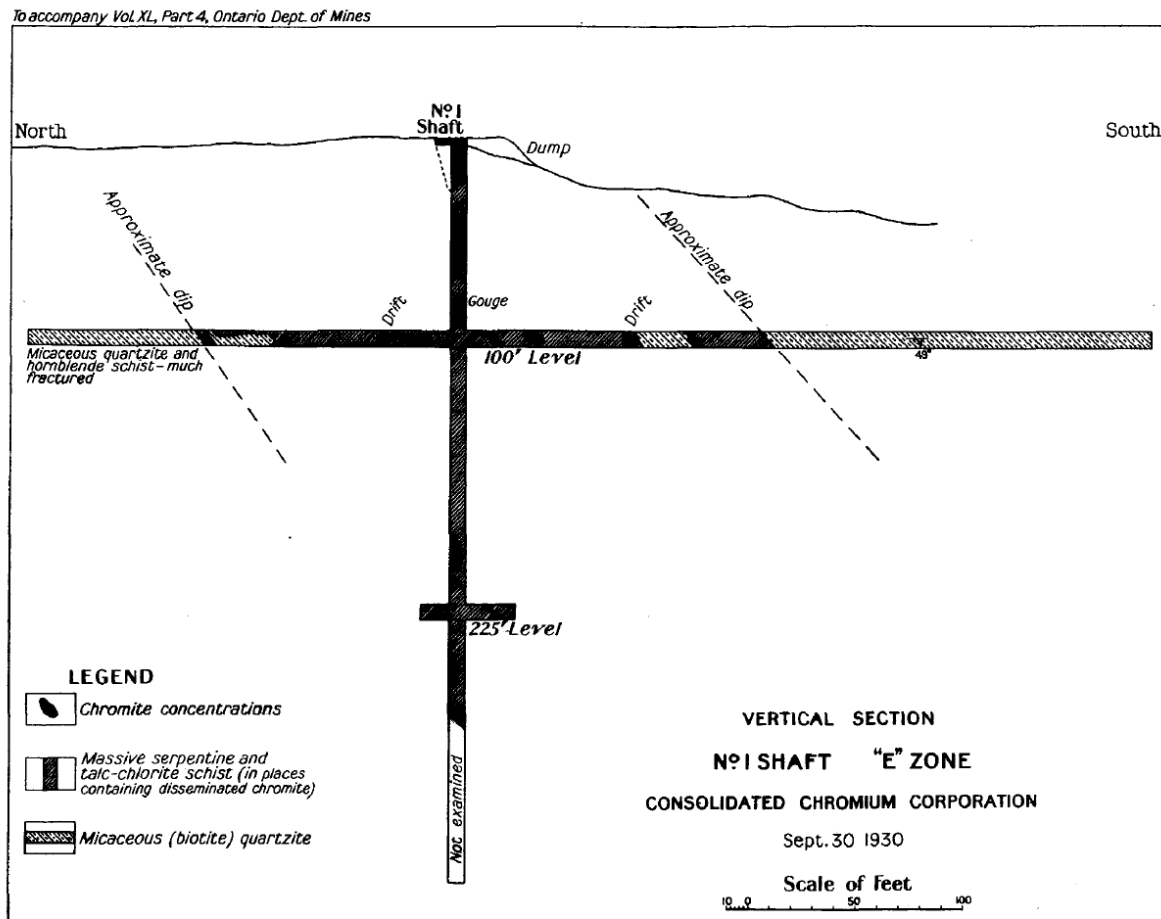 To accompany Vol. XL, Part 4, Ontario Dept. of Mines
No 1
Shaft
North
South
Dump
Approximate dip
Approximate dip
Drift
Gouge
Drift
Micaceous quartzite and
hornblende schist-much
fractured
100' Level
49°
225' Level
LEGEND
Chromite concentrations
Massive serpentine and
talc-chlorite schist (in places
containing disseminated chromite)
Micaceous (biotite) quartzite
Not examined
VERTICAL SECTION
No 1 SHAFT "E" ZONE
CONSOLIDATED CHROMIUM CORPORATION
Sept. 30 1930
Scale of Feet
10 0 50 100